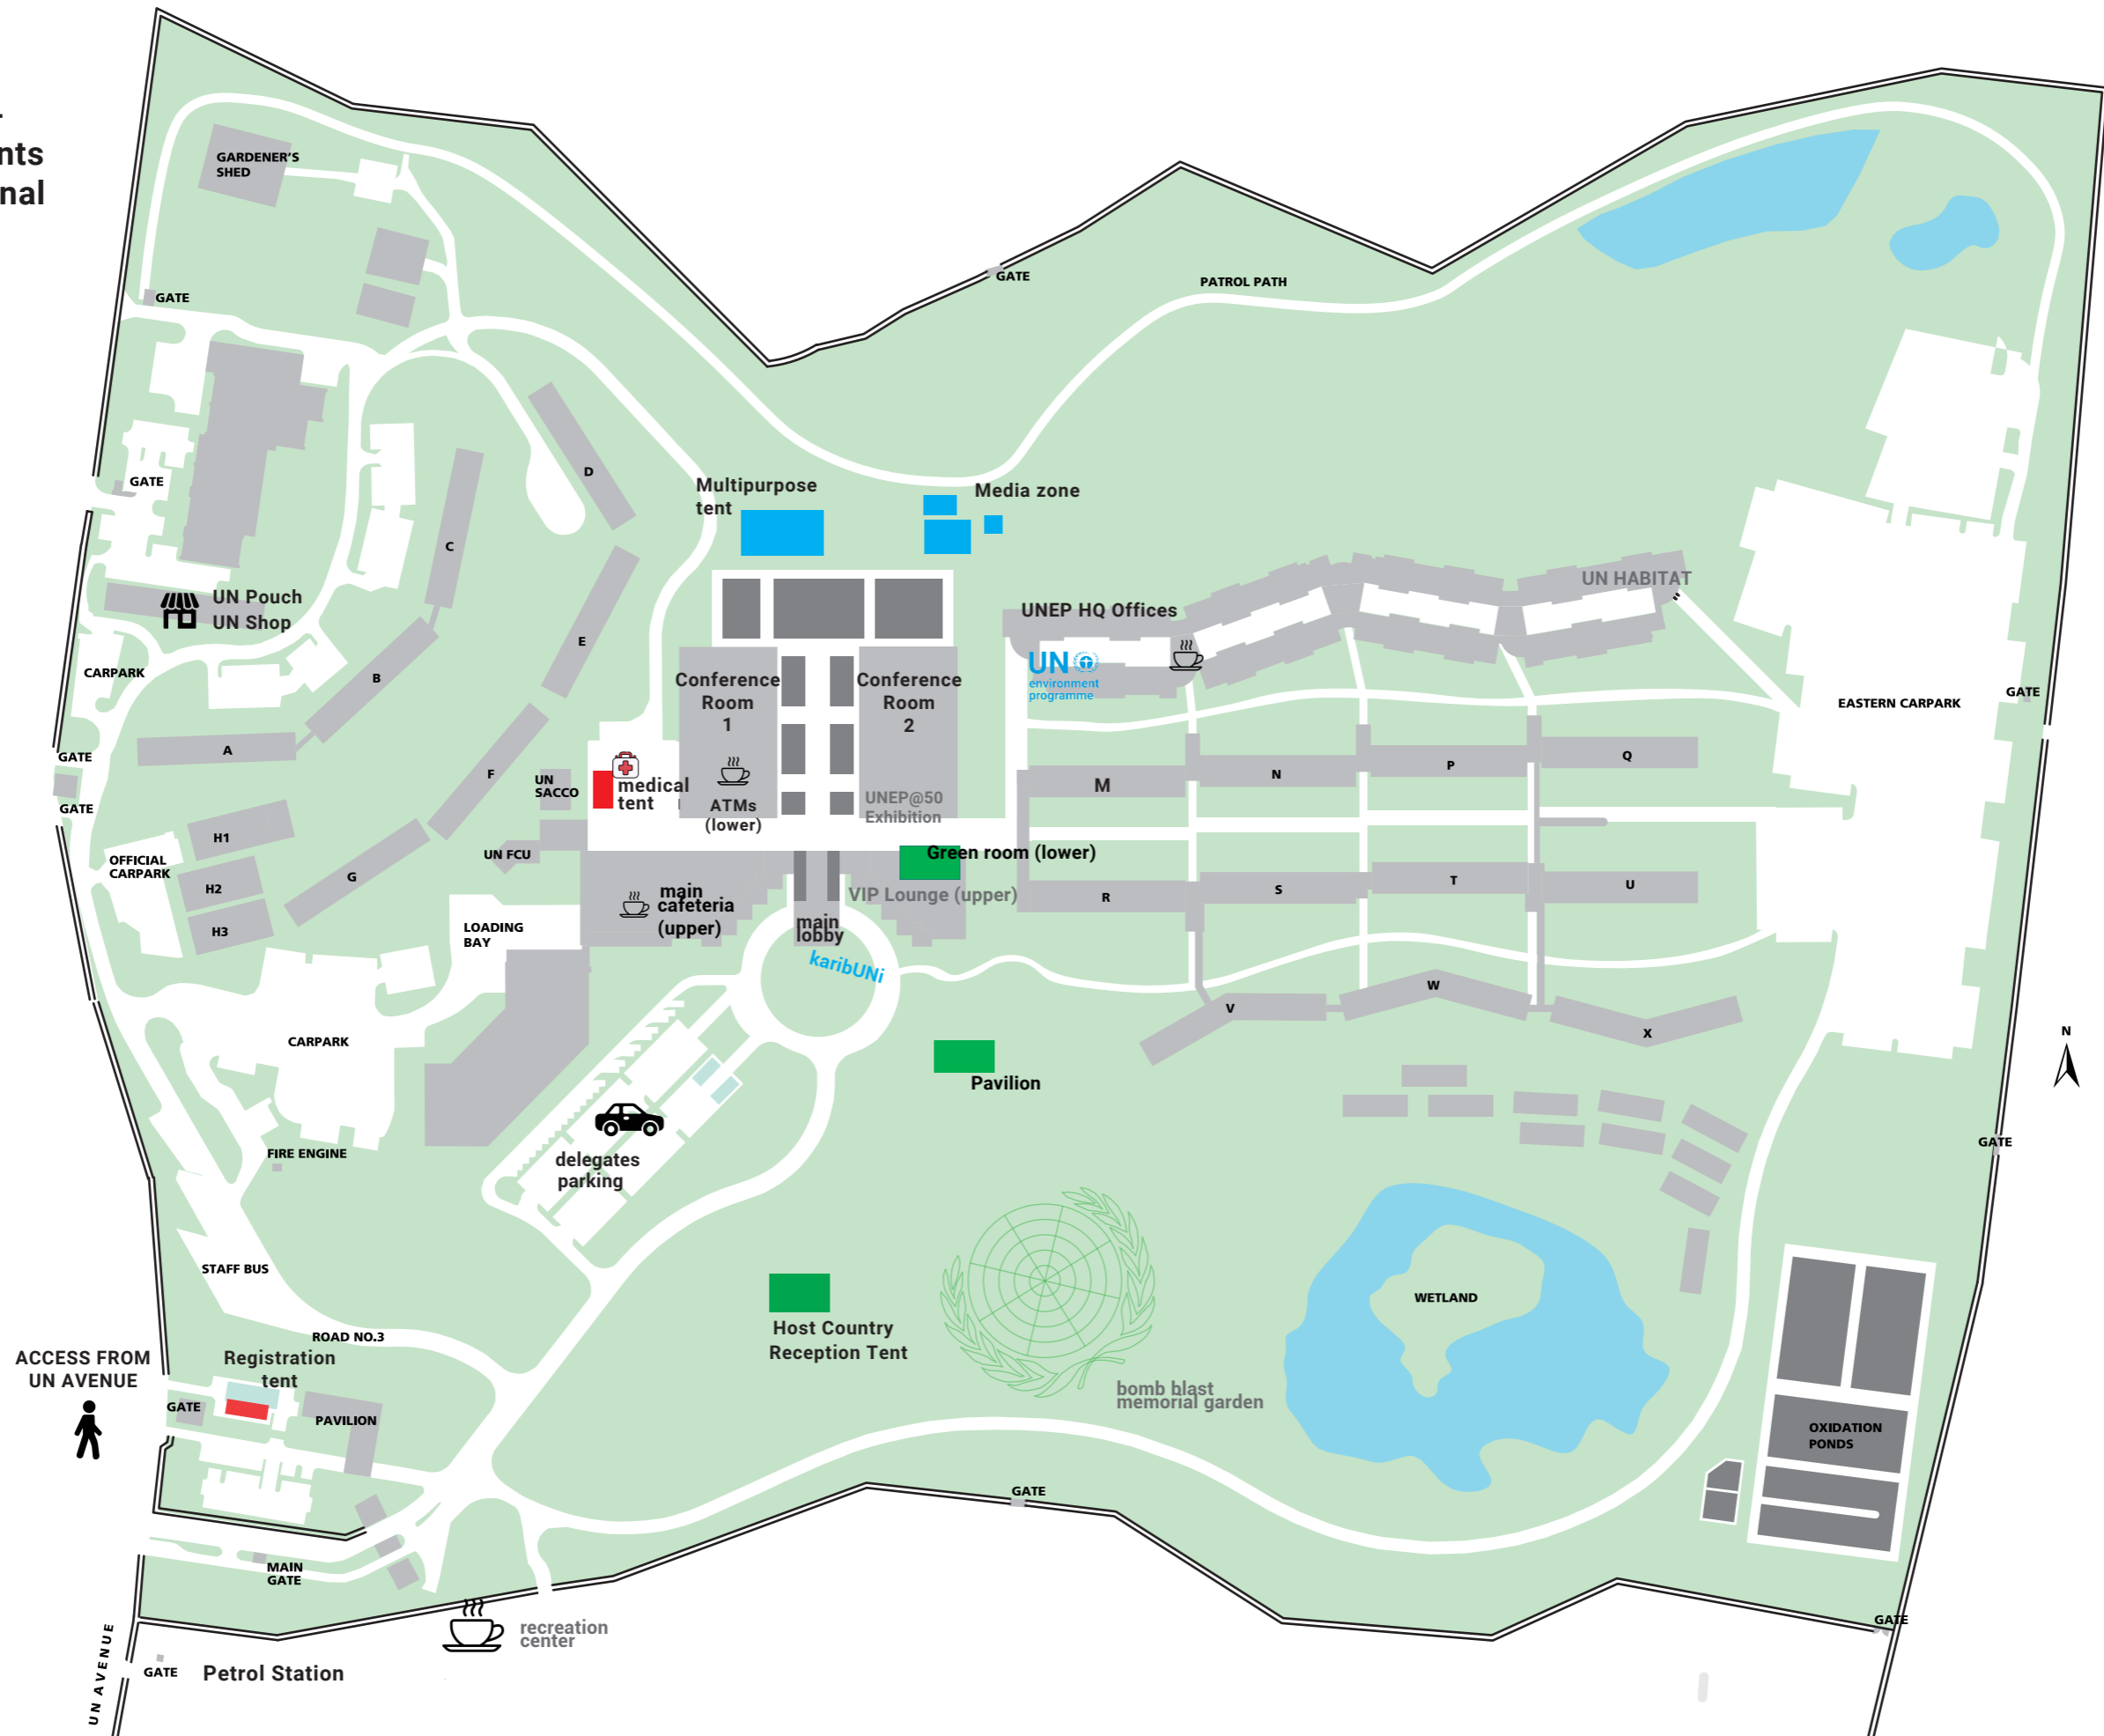 nts
nal
GARDENER'S
SHED
GATE
GATE
PATROL PATH
GATE
D
Multipurpose
tent
Media zone
C
UN HABITAT
UN Pouch
UN Shop
UNEP HQ Offices
E
CARPARK
B
Conference
Room
1
Conference
Room
2
UN
environment
programme
EASTERN CARPARK
GATE
A
GATE
GATE
F
UN
SACCO
medical
tent
ATMs
(lower)
UNEP@50
Exhibition
M
N
P
Q
H1
H2
H3
OFFICIAL
CARPARK
G
UN FCU
Green room (lower)
VIP Lounge (upper)
main
cafeteria
(upper)
main
lobby
karibUNi
R
S
T
U
LOADING
BAY
V
W
X
N
CARPARK
Pavilion
GATE
FIRE ENGINE
delegates
parking
STAFF BUS
WETLAND
ROAD NO.3
Host Country
Reception Tent
ACCESS FROM
UN AVENUE
Registration
tent
GATE
PAVILION
bomb blast
memorial garden
OXIDATION
PONDS
GATE
MAIN
GATE
recreation
center
GATE
UN AVENUE
GATE
Petrol Station